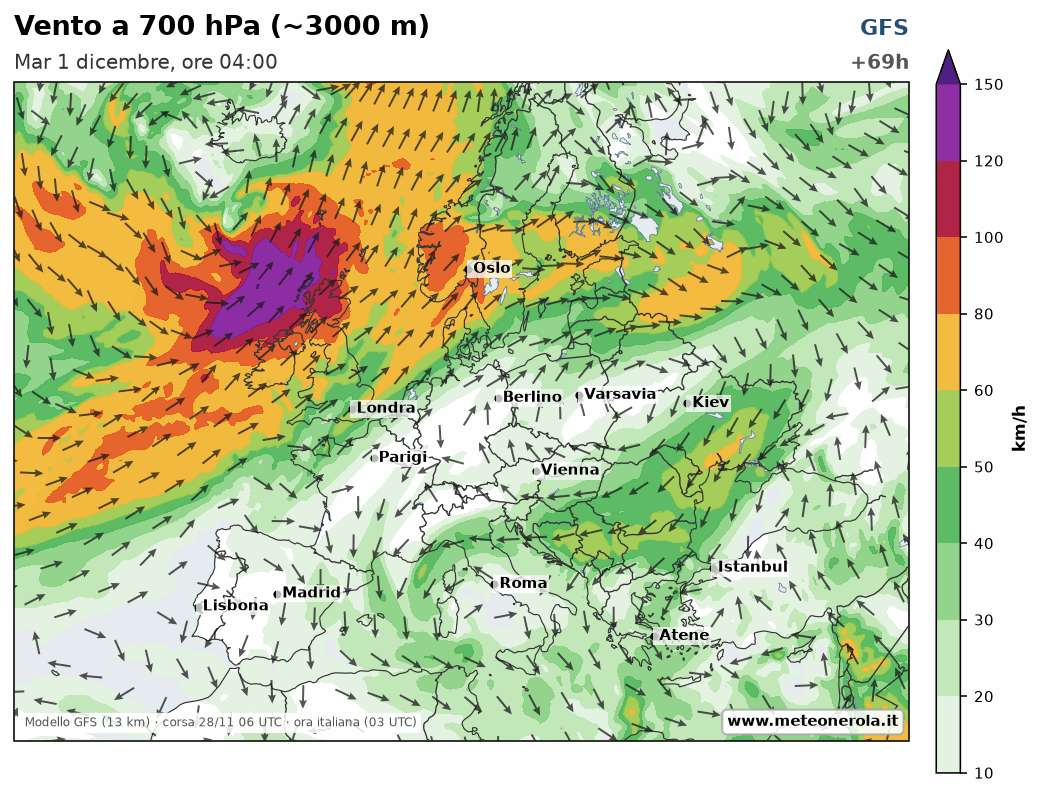 Vento a 700 hPa (~3000 m)
GFS
Mar 1 dicembre, ore 04:00
+69h
150
120
100
80
60
50
40
30
20
10
km/h
Oslo
Londra
Berlino
Varsavia
Kiev
Parigi
Vienna
Istanbul
Roma
Madrid
Lisbona
Atene
Modello GFS (13 km) · corsa 28/11 06 UTC · ora italiana (03 UTC)
www.meteonerola.it